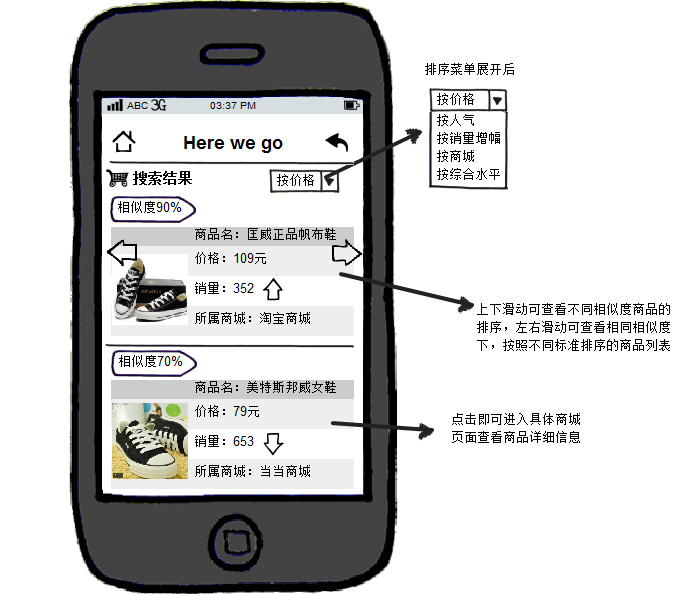 排序菜单展开后
ABC 3G 03:37 PM
按价格
按人气
按销量增幅
按商城
按综合水平
Here we go
搜索结果
按价格
相似度90%
商品名：匡威正品帆布鞋
价格：109元
销量：352
所属商城：淘宝商城
上下滑动可查看不同相似度商品的
排序，左右滑动可查看相同相似度
下，按照不同标准排序的商品列表
相似度70%
商品名：美特斯邦威女鞋
价格：79元
销量：653
所属商城：当当商城
点击即可进入具体商城
页面查看商品详细信息